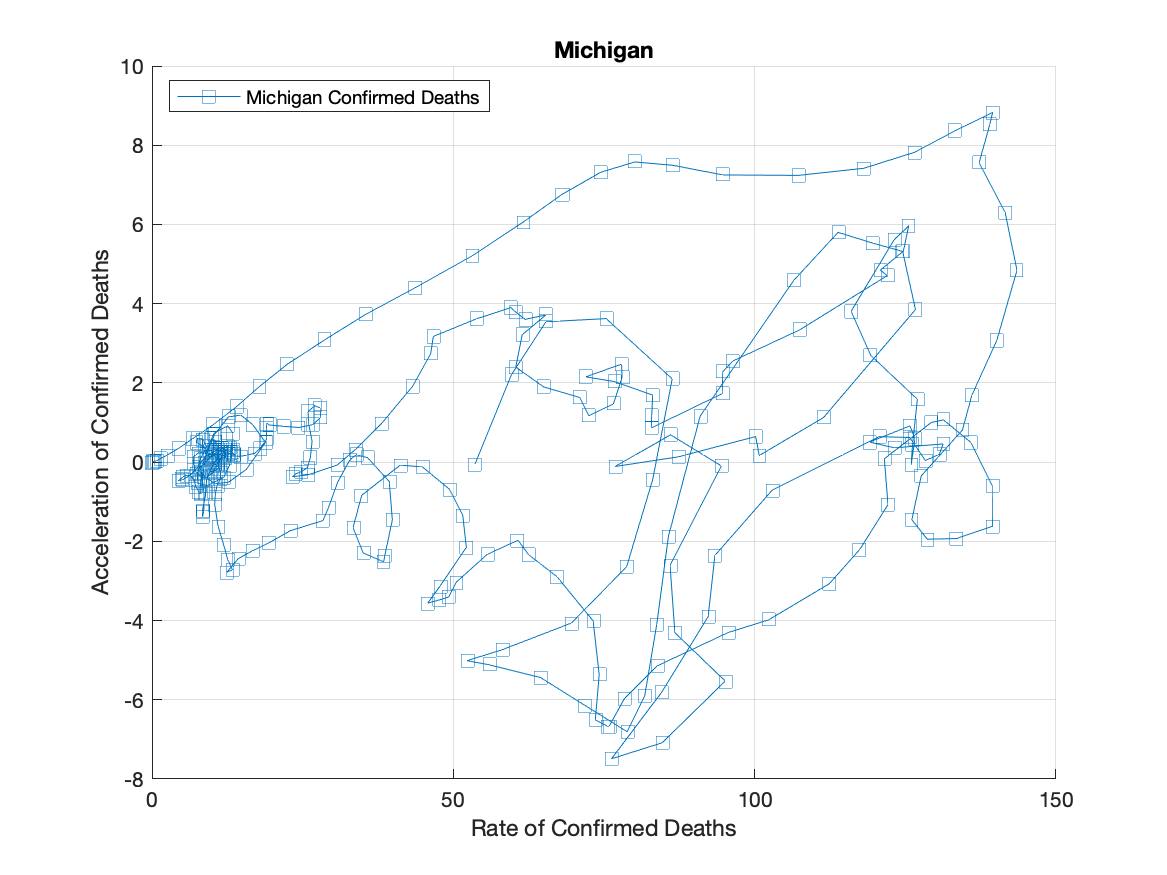 Michigan
10
Michigan Confirmed Deaths
8
6
4
2
0
-2
-4
-6
-8
Acceleration of Confirmed Deaths
0 50 100 150
Rate of Confirmed Deaths